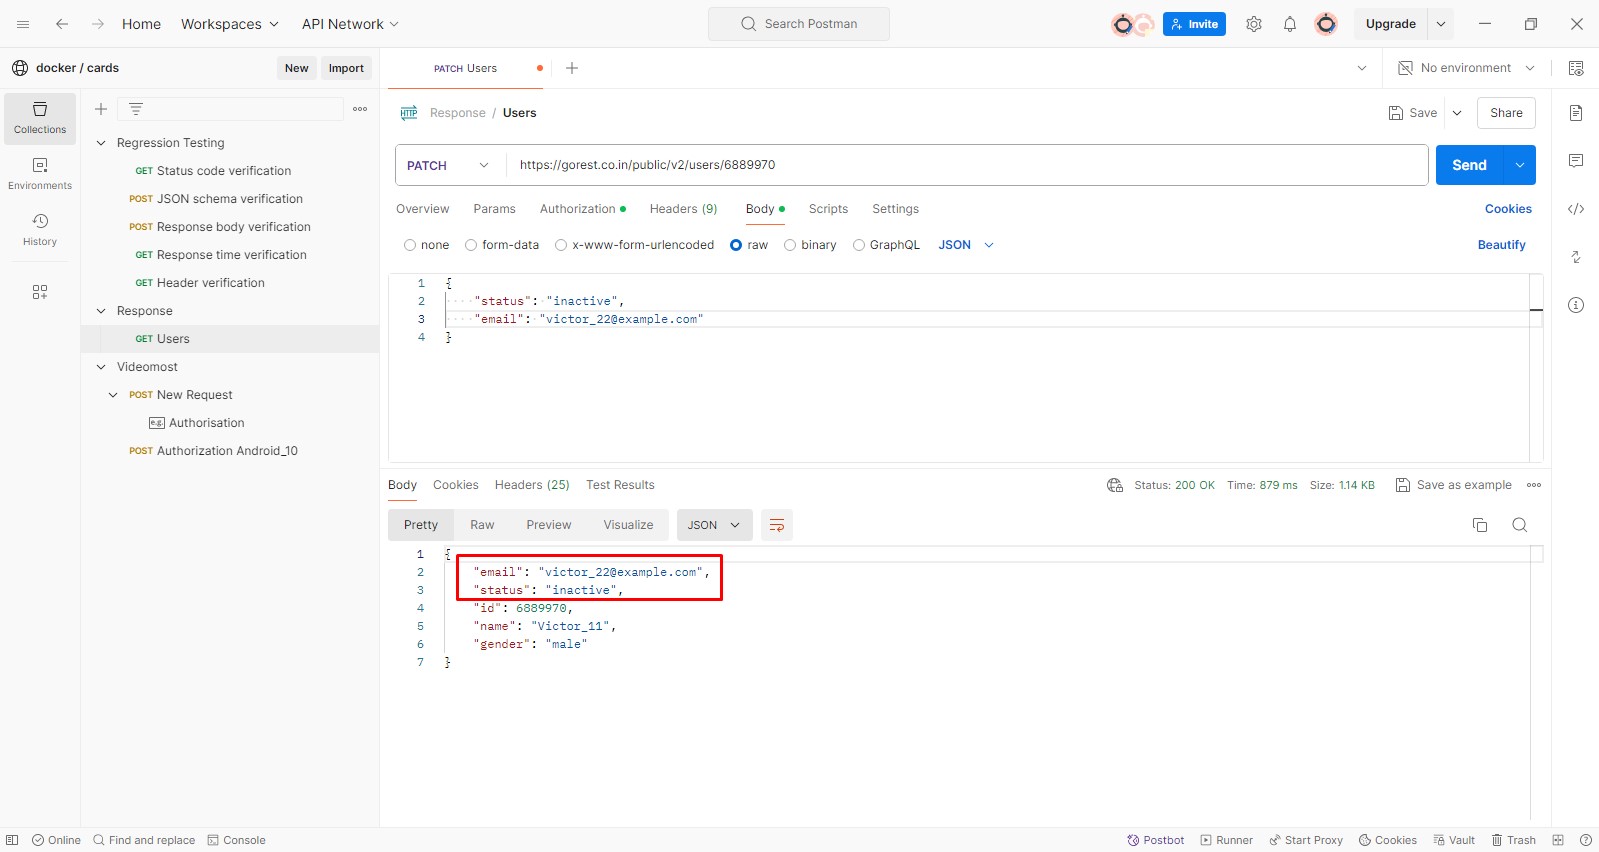 Home Workspaces API Network Search Postman Invite Upgrade
docker / cards New Import PATCH Users No environment
Collections
Environments
History
Regression Testing
GET Status code verification
POST JSON schema verification
POST Response body verification
GET Response time verification
GET Header verification
Response
GET Users
Videomost
POST New Request
e.g. Authorisation
POST Authorization Android_10
HTTP Response / Users Save Share
PATCH https://gorest.co.in/public/v2/users/6889970 Send
Overview Params Authorization Headers (9) Body Scripts Settings Cookies
none form-data x-www-form-urlencoded raw binary GraphQL JSON Beautify
1 {
2 "status": "inactive",
3 "email": "victor_22@example.com"
4 }
Body Cookies Headers (25) Test Results Status: 200 OK Time: 879 ms Size: 1.14 KB Save as example
Pretty Raw Preview Visualize JSON
1 {
2 "email": "victor_22@example.com",
3 "status": "inactive",
4 "id": 6889970,
5 "name": "Victor_11",
6 "gender": "male"
7 }
Online Find and replace Console Postbot Runner Start Proxy Cookies Vault Trash